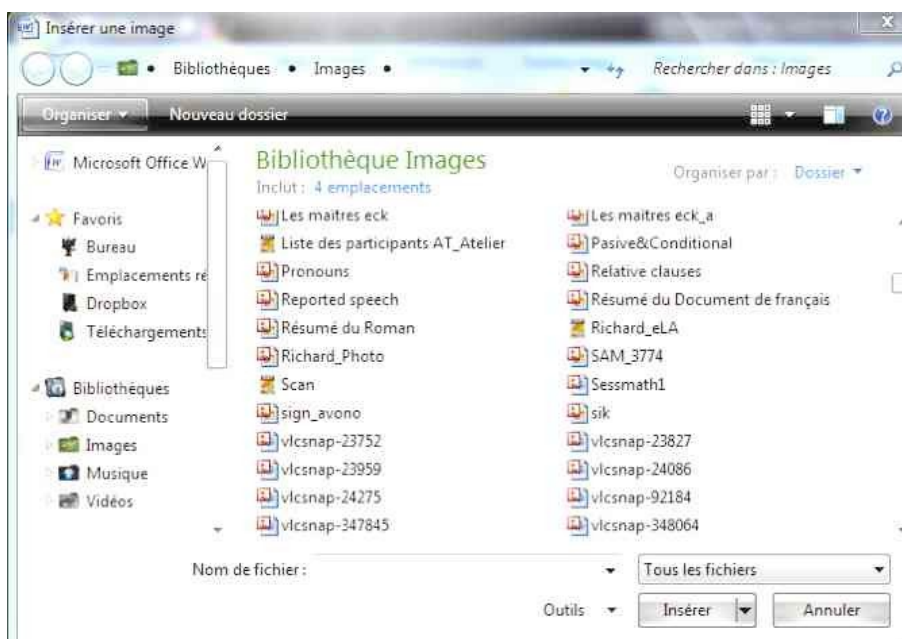 Insérer une image
Bibliothèques • Images •
Rechercher dans : Images
Organiser
Nouveau dossier
Microsoft Office W
Favoris
Bureau
Emplacements ré
Dropbox
Téléchargements
Bibliothèques
Documents
Images
Musique
Vidéos
Bibliothèque Images
Inclut : 4 emplacements
Organiser par : Dossier
Les maitres eck
Les maitres eck_a
Liste des participants AT_Atelier
Pasive&Conditional
Pronouns
Relative clauses
Reported speech
Résumé du Document de français
Résumé du Roman
Richard_eLA
Richard_Photo
SAM_3774
Scan
Sessmath1
sign_avono
sik
vlcsnap-23752
vlcsnap-23827
vlcsnap-23959
vlcsnap-24086
vlcsnap-24275
vlcsnap-92184
vlcsnap-347845
vlcsnap-348064
Nom de fichier :
Tous les fichiers
Outils
Insérer
Annuler